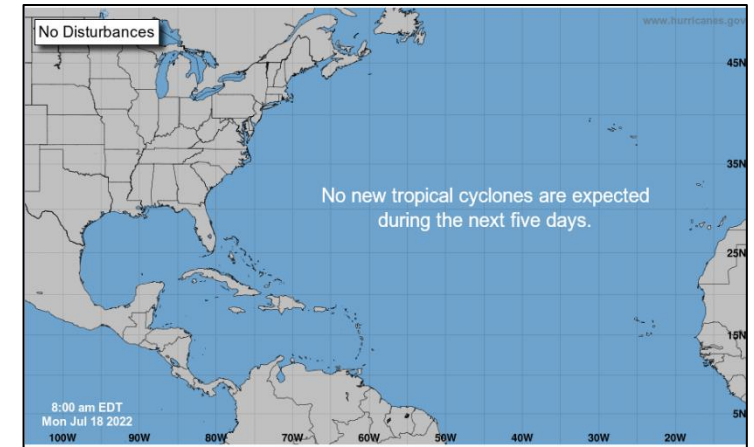 No Disturbances
www.hurricanes.gov
45N
35N
No new tropical cyclones are expected
during the next five days.
25N
15N
8:00 am EDT
Mon Jul 18 2022
5N
100W 90W 80W 70W 60W 50W 40W 30W 20W